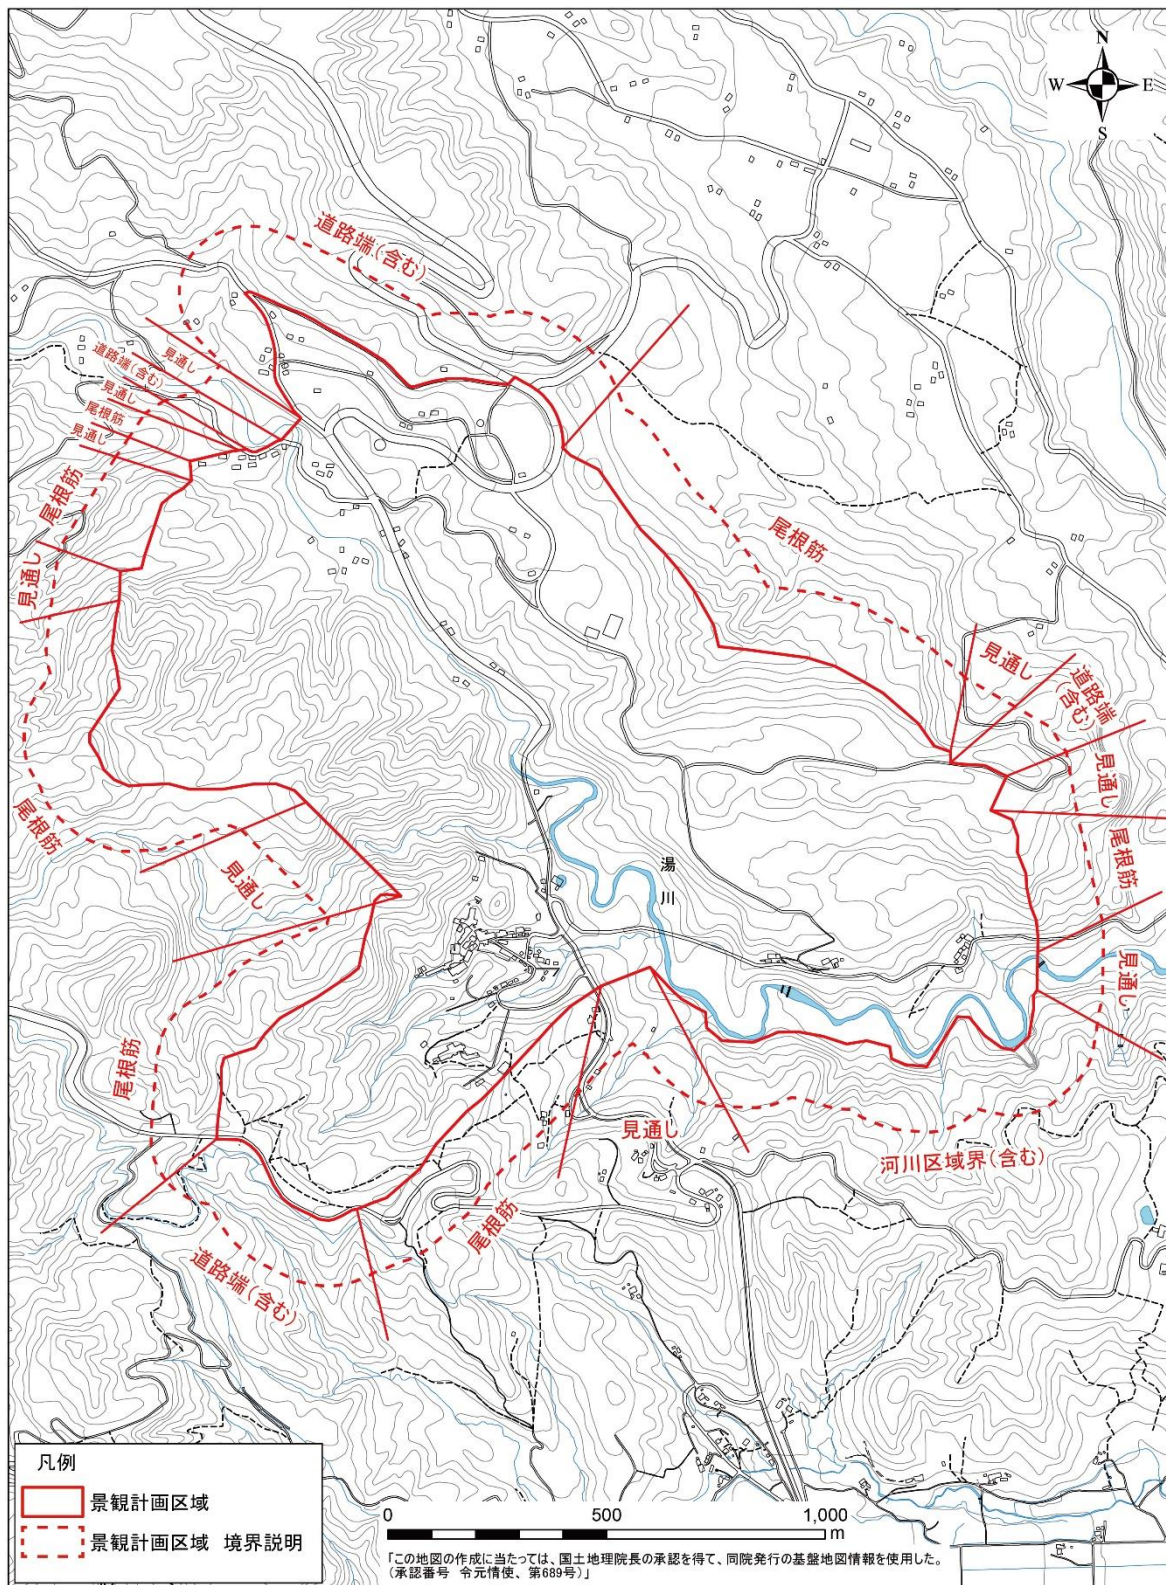 N
W E
S
道路端(含む)
見通し
道路端(含む)
見通し
尾根筋
見通し
尾根筋
見通し
尾根筋
尾根筋
見通し
道路端
(含む)
見通し
尾根筋
見通し
見通し
湯川
尾根筋
見通し
河川区域界(含む)
尾根筋
道路端(含む)
凡例
景観計画区域
景観計画区域 境界説明
0 500 1,000
m
「この地図の作成に当たっては、国土地理院長の承認を得て、同院発行の基盤地図情報を使用した。
(承認番号 令元情使、第689号)」